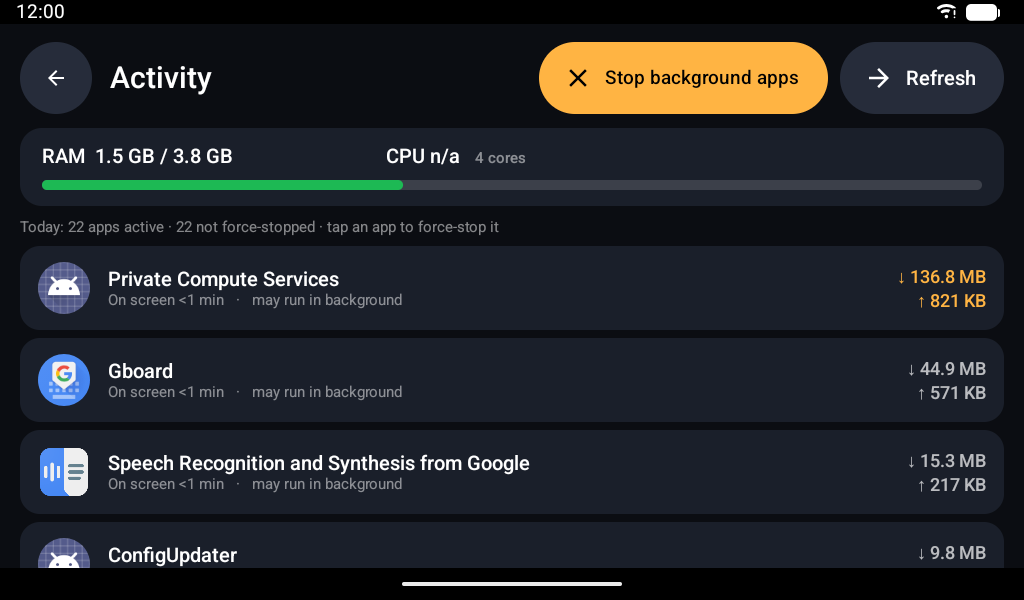 12:00
Activity
Stop background apps
Refresh
RAM 1.5 GB / 3.8 GB
CPU n/a 4 cores
Today: 22 apps active · 22 not force-stopped · tap an app to force-stop it
Private Compute Services
On screen <1 min · may run in background
↓ 136.8 MB
↑ 821 KB
Gboard
On screen <1 min · may run in background
↓ 44.9 MB
↑ 571 KB
Speech Recognition and Synthesis from Google
On screen <1 min · may run in background
↓ 15.3 MB
↑ 217 KB
ConfigUpdater
↓ 9.8 MB